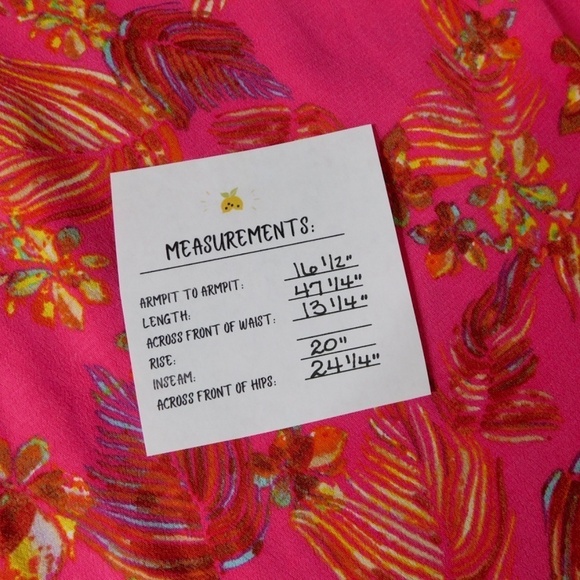 MEASUREMENTS:
ARMPIT TO ARMPIT: 16 1/2"
LENGTH: 47 1/4"
ACROSS FRONT OF WAIST: 13 1/4"
RISE:
INSEAM: 20"
ACROSS FRONT OF HIPS: 24 1/4"